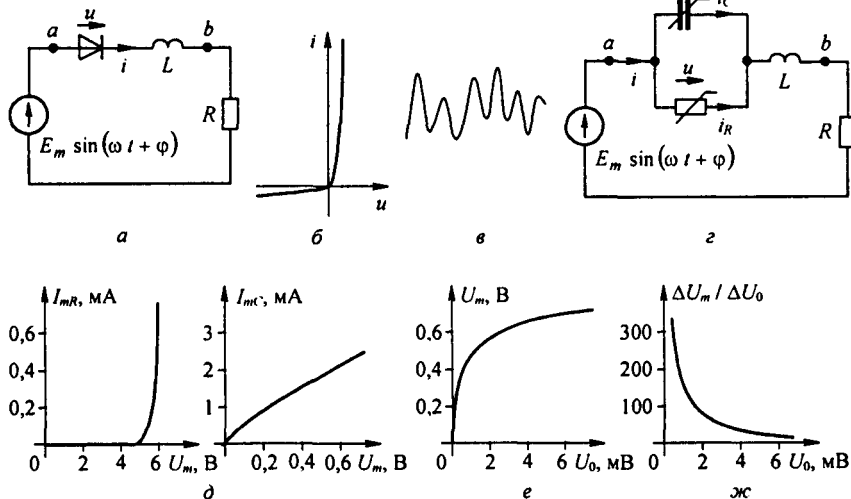 a u b
i L
R
E_m sin(ω t + φ)
а
i
u
б
в
a i u b
i_R L
R
E_m sin(ω t + φ)
г
I_mR, мА
0,6
0,4
0,2
0 2 4 6 U_m, В
I_mC, мА
3
2
1
0 0,2 0,4 0,6 U_m, В
д
U_m, В
0,6
0,4
0,2
0 2 4 6 U_0, мВ
е
ΔU_m / ΔU_0
300
200
100
0 2 4 6 U_0, мВ
ж